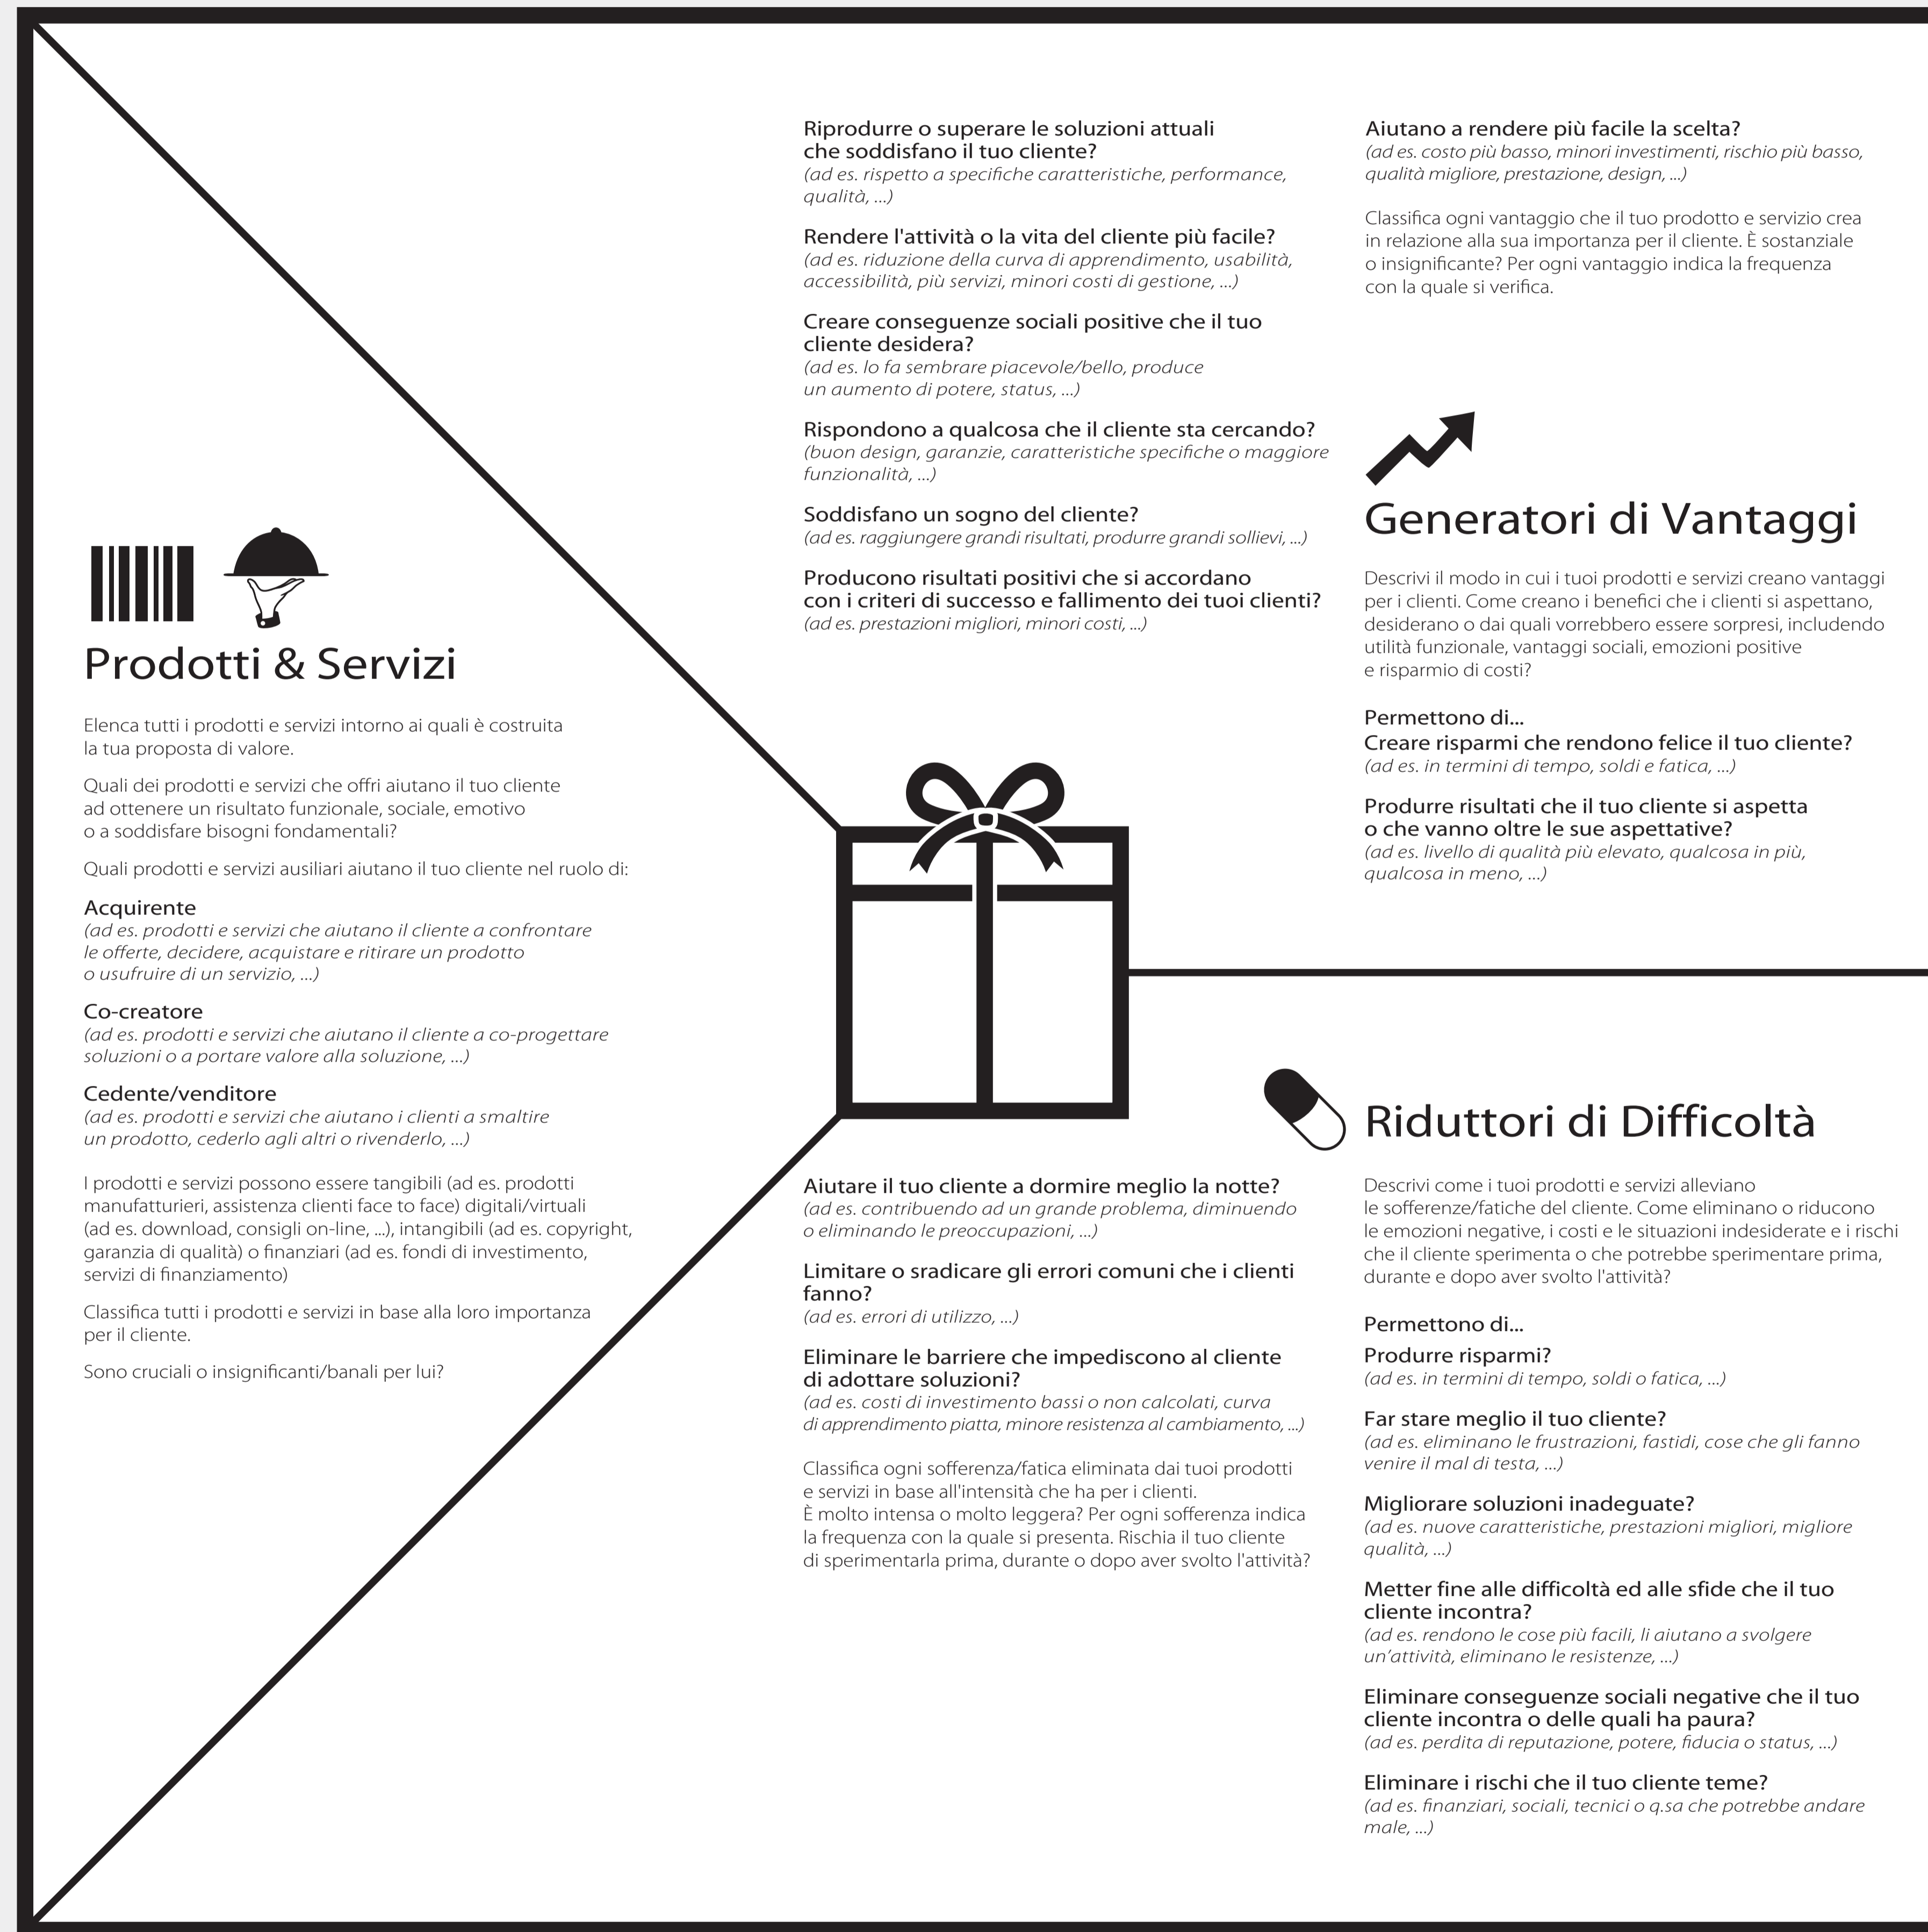 Prodotti & Servizi
Elenca tutti i prodotti e servizi intorno ai quali è costruita
la tua proposta di valore.
Quali dei prodotti e servizi che offri aiutano il tuo cliente
ad ottenere un risultato funzionale, sociale, emotivo
o a soddisfare bisogni fondamentali?
Quali prodotti e servizi ausiliari aiutano il tuo cliente nel ruolo di:
Acquirente
(ad es. prodotti e servizi che aiutano il cliente a confrontare
le offerte, decidere, acquistare e ritirare un prodotto
o usufruire di un servizio, ...)
Co-creatore
(ad es. prodotti e servizi che aiutano il cliente a co-progettare
soluzioni o a portare valore alla soluzione, ...)
Cedente/venditore
(ad es. prodotti e servizi che aiutano i clienti a smaltire
un prodotto, cederlo agli altri o rivenderlo, ...)
I prodotti e servizi possono essere tangibili (ad es. prodotti
manufatturieri, assistenza clienti face to face) digitali/virtuali
(ad es. download, consigli on-line, ...), intangibili (ad es. copyright,
garanzia di qualità) o finanziari (ad es. fondi di investimento,
servizi di finanziamento)
Classifica tutti i prodotti e servizi in base alla loro importanza
per il cliente.
Sono cruciali o insignificanti/banali per lui?
Generatori di Vantaggi
Descrivi il modo in cui i tuoi prodotti e servizi creano vantaggi
per i clienti. Come creano i benefici che i clienti si aspettano,
desiderano o dai quali vorrebbero essere sorpresi, includendo
utilità funzionale, vantaggi sociali, emozioni positive
e risparmio di costi?
Permettono di...
Creare risparmi che rendono felice il tuo cliente?
(ad es. in termini di tempo, soldi e fatica, ...)
Produrre risultati che il tuo cliente si aspetta
o che vanno oltre le sue aspettative?
(ad es. livello di qualità più elevato, qualcosa in più,
qualcosa in meno, ...)
Riprodurre o superare le soluzioni attuali
che soddisfano il tuo cliente?
(ad es. rispetto a specifiche caratteristiche, performance,
qualità, ...)
Rendere l'attività o la vita del cliente più facile?
(ad es. riduzione della curva di apprendimento, usabilità,
accessibilità, più servizi, minori costi di gestione, ...)
Creare conseguenze sociali positive che il tuo
cliente desidera?
(ad es. lo fa sembrare piacevole/bello, produce
un aumento di potere, status, ...)
Rispondono a qualcosa che il cliente sta cercando?
(buon design, garanzie, caratteristiche specifiche o maggiore
funzionalità, ...)
Soddisfano un sogno del cliente?
(ad es. raggiungere grandi risultati, produrre grandi sollievi, ...)
Producono risultati positivi che si accordano
con i criteri di successo e fallimento dei tuoi clienti?
(ad es. prestazioni migliori, minori costi, ...)
Aiutano a rendere più facile la scelta?
(ad es. costo più basso, minori investimenti, rischio più basso,
qualità migliore, prestazione, design, ...)
Classifica ogni vantaggio che il tuo prodotto e servizio crea
in relazione alla sua importanza per il cliente. È sostanziale
o insignificante? Per ogni vantaggio indica la frequenza
con la quale si verifica.
Riduttori di Difficoltà
Descrivi come i tuoi prodotti e servizi alleviano
le sofferenze/fatiche del cliente. Come eliminano o riducono
le emozioni negative, i costi e le situazioni indesiderate e i rischi
che il cliente sperimenta o che potrebbe sperimentare prima,
durante e dopo aver svolto l'attività?
Permettono di...
Produrre risparmi?
(ad es. in termini di tempo, soldi o fatica, ...)
Far stare meglio il tuo cliente?
(ad es. eliminano le frustrazioni, fastidi, cose che gli fanno
venire il mal di testa, ...)
Migliorare soluzioni inadeguate?
(ad es. nuove caratteristiche, prestazioni migliori, migliore
qualità, ...)
Metter fine alle difficoltà ed alle sfide che il tuo
cliente incontra?
(ad es. rendono le cose più facili, li aiutano a svolgere
un’attività, eliminano le resistenze, ...)
Eliminare conseguenze sociali negative che il tuo
cliente incontra o delle quali ha paura?
(ad es. perdita di reputazione, potere, fiducia o status, ...)
Eliminare i rischi che il tuo cliente teme?
(ad es. finanziari, sociali, tecnici o q.sa che potrebbe andare
male, ...)
Aiutare il tuo cliente a dormire meglio la notte?
(ad es. contribuendo ad un grande problema, diminuendo
o eliminando le preoccupazioni, ...)
Limitare o sradicare gli errori comuni che i clienti
fanno?
(ad es. errori di utilizzo, ...)
Eliminare le barriere che impediscono al cliente
di adottare soluzioni?
(ad es. costi di investimento bassi o non calcolati, curva
di apprendimento piatta, minore resistenza al cambiamento, ...)
Classifica ogni sofferenza/fatica eliminata dai tuoi prodotti
e servizi in base all'intensità che ha per i clienti.
È molto intensa o molto leggera? Per ogni sofferenza indica
la frequenza con la quale si presenta. Rischia il tuo cliente
di sperimentarla prima, durante o dopo aver svolto l'attività?